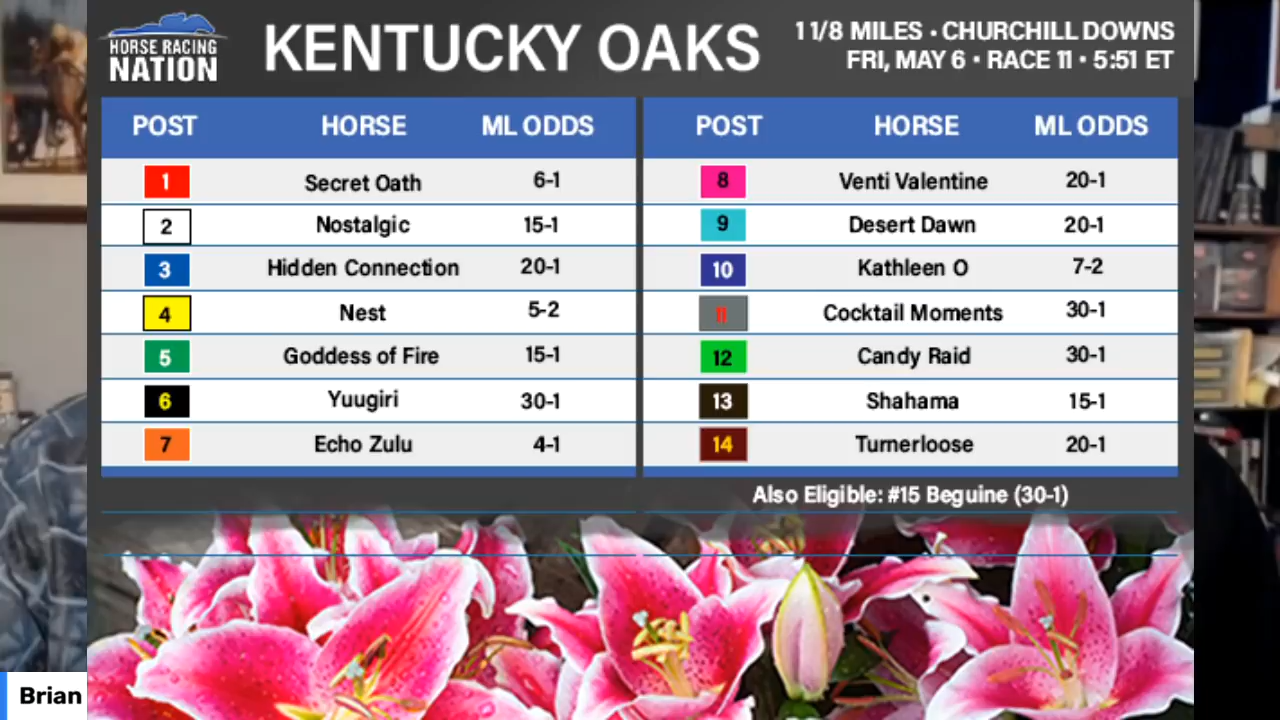 HORSE RACING
NATION
KENTUCKY OAKS
1 1/8 MILES • CHURCHILL DOWNS
FRI, MAY 6 • RACE 11 • 5:51 ET
POST HORSE ML ODDS
1 Secret Oath 6-1
2 Nostalgic 15-1
3 Hidden Connection 20-1
4 Nest 5-2
5 Goddess of Fire 15-1
6 Yuugiri 30-1
7 Echo Zulu 4-1
POST HORSE ML ODDS
8 Venti Valentine 20-1
9 Desert Dawn 20-1
10 Kathleen O 7-2
11 Cocktail Moments 30-1
12 Candy Raid 30-1
13 Shahama 15-1
14 Turnerloose 20-1
Also Eligible: #15 Beguine (30-1)
Brian